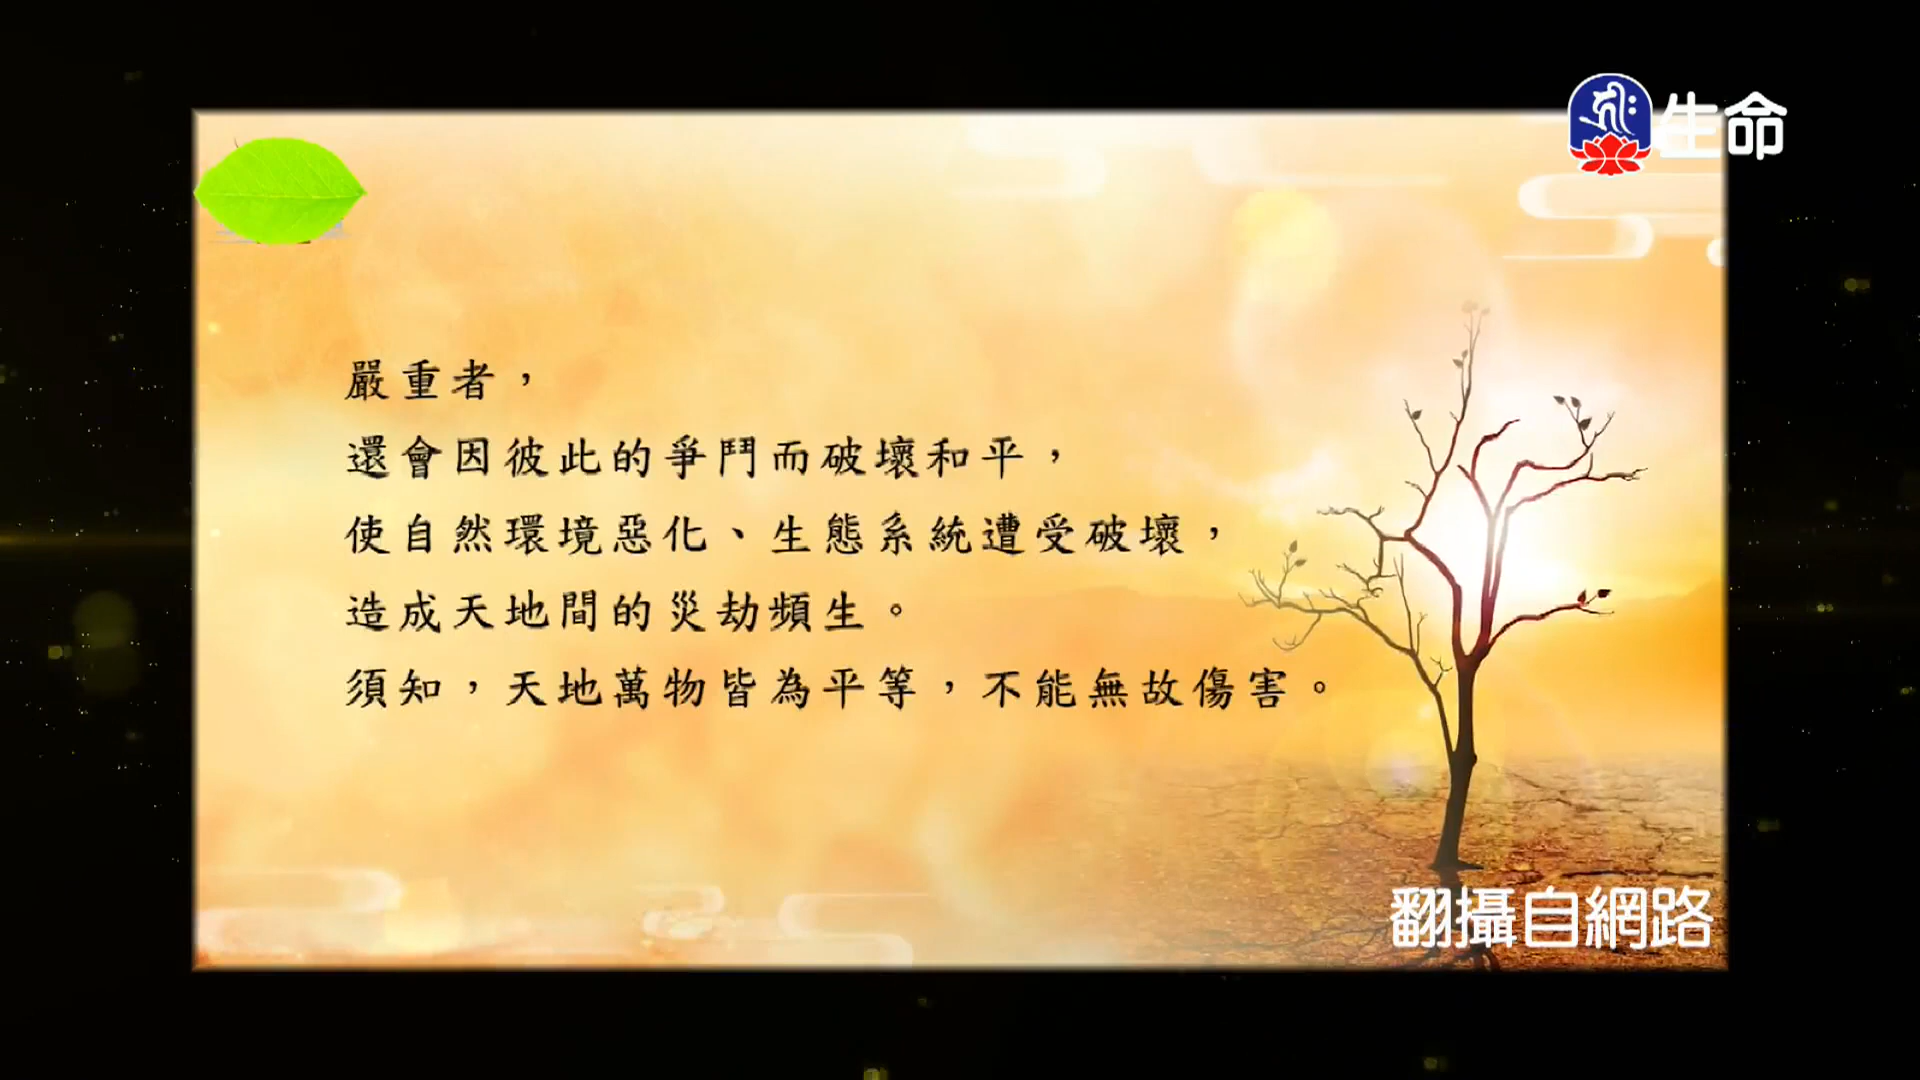 生命
嚴重者，
還會因彼此的爭鬥而破壞和平，
使自然環境惡化、生態系統遭受破壞，
造成天地間的災劫頻生。
須知，天地萬物皆為平等，不能無故傷害。
翻攝自網路